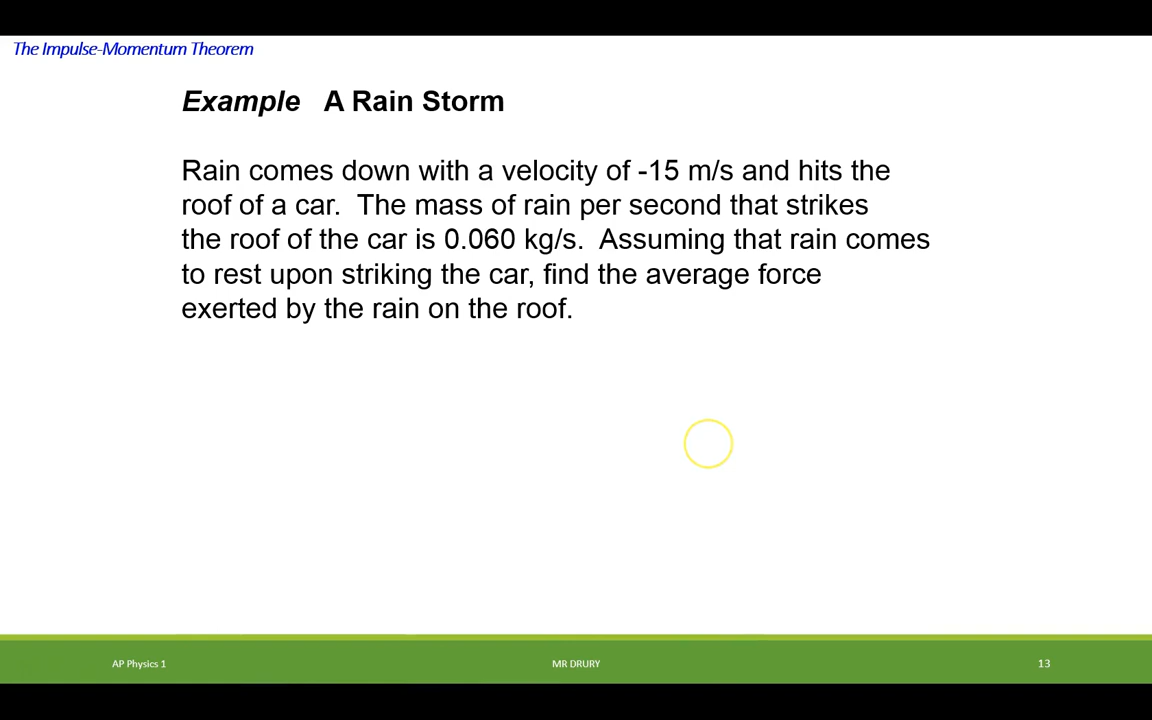 The Impulse-Momentum Theorem
Example A Rain Storm
Rain comes down with a velocity of -15 m/s and hits the
roof of a car. The mass of rain per second that strikes
the roof of the car is 0.060 kg/s. Assuming that rain comes
to rest upon striking the car, find the average force
exerted by the rain on the roof.
AP Physics 1
MR DRURY
13